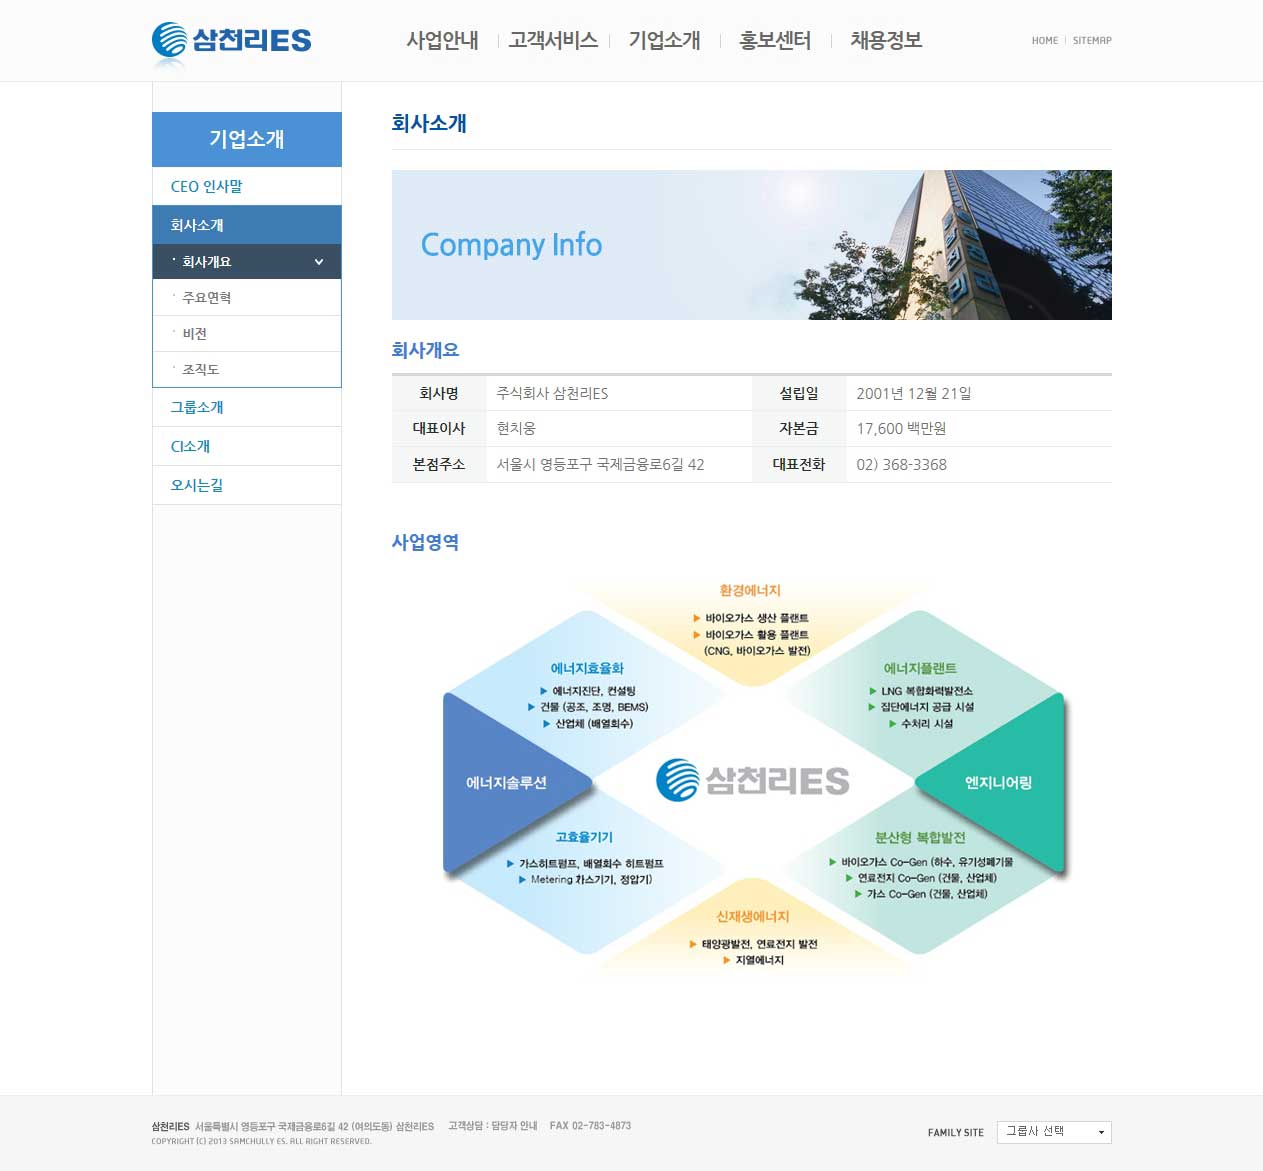 삼천리ES
사업안내
고객서비스
기업소개
홍보센터
채용정보
HOME
SITEMAP
기업소개
CEO 인사말
회사소개
회사개요
주요연혁
비전
조직도
그룹소개
CI소개
오시는길
회사소개
Company Info
삼천리
회사개요
회사명 주식회사 삼천리ES 설립일 2001년 12월 21일
대표이사 현치웅 자본금 17,600 백만원
본점주소 서울시 영등포구 국제금융로6길 42 대표전화 02) 368-3368
사업영역
환경에너지
▶ 바이오가스 생산 플랜트
▶ 바이오가스 활용 플랜트
(CNG, 바이오가스 발전)
에너지효율화
▶ 에너지진단, 컨설팅
▶ 건물 (공조, 조명, BEMS)
▶ 산업체 (배열회수)
에너지플랜트
▶ LNG 복합화력발전소
▶ 집단에너지 공급 시설
▶ 수처리 시설
에너지솔루션
삼천리ES
엔지니어링
고효율기기
▶ 가스히트펌프, 배열회수 히트펌프
▶ Metering 가스기기, 정압기)
분산형 복합발전
▶ 바이오가스 Co-Gen (하수, 유기성폐기물
▶ 연료전지 Co-Gen (건물, 산업체)
▶ 가스 Co-Gen (건물, 산업체)
신재생에너지
▶ 태양광발전, 연료전지 발전
▶ 지열에너지
삼천리ES 서울특별시 영등포구 국제금융로6길 42 (여의도동) 삼천리ES 고객상담 : 담당자 안내 FAX 02-783-4873
COPYRIGHT (C) 2013 SAMCHULLY ES. ALL RIGHT RESERVED.
FAMILY SITE
그룹사 선택